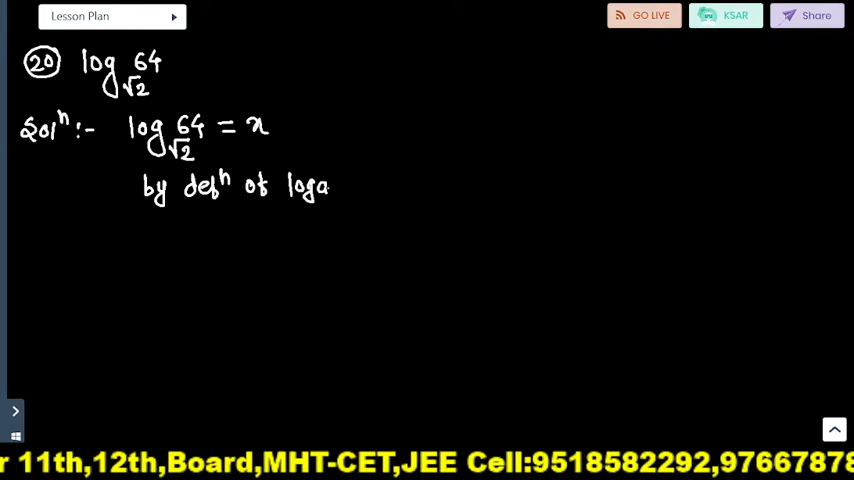 Lesson Plan
GO LIVE
KSAR
Share
20 log√2 64
Solⁿ :- log√2 64 = x
by defⁿ of loga
r 11th,12th,Board,MHT-CET,JEE Cell:9518582292,97667878